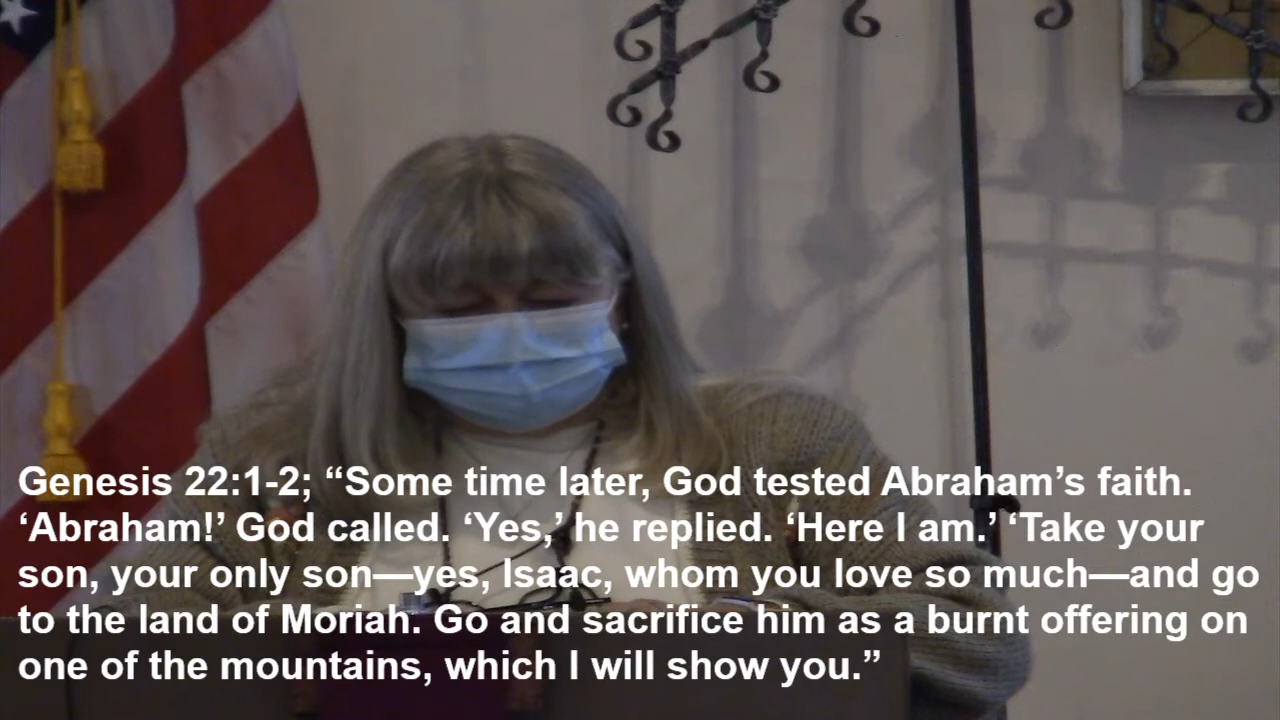 Genesis 22:1-2; “Some time later, God tested Abraham’s faith.
‘Abraham!’ God called. ‘Yes,’ he replied. ‘Here I am.’ ‘Take your
son, your only son—yes, Isaac, whom you love so much—and go
to the land of Moriah. Go and sacrifice him as a burnt offering on
one of the mountains, which I will show you.”